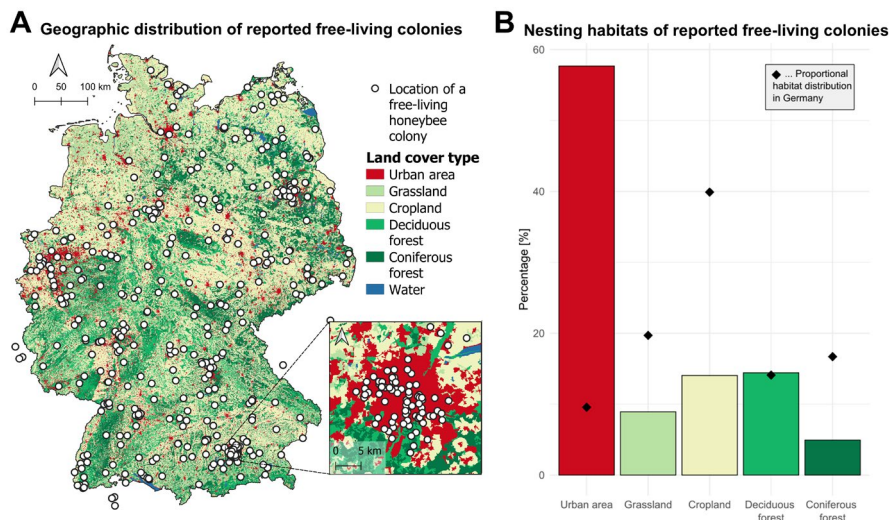 A Geographic distribution of reported free-living colonies
0 50 100 km
Location of a
free-living
honeybee
colony
Land cover type
Urban area
Grassland
Cropland
Deciduous
forest
Coniferous
forest
Water
0 5 km
B Nesting habitats of reported free-living colonies
60
40
20
0
Percentage [%]
... Proportional
habitat distribution
in Germany
Urban area Grassland Cropland Deciduous Coniferous
forest forest